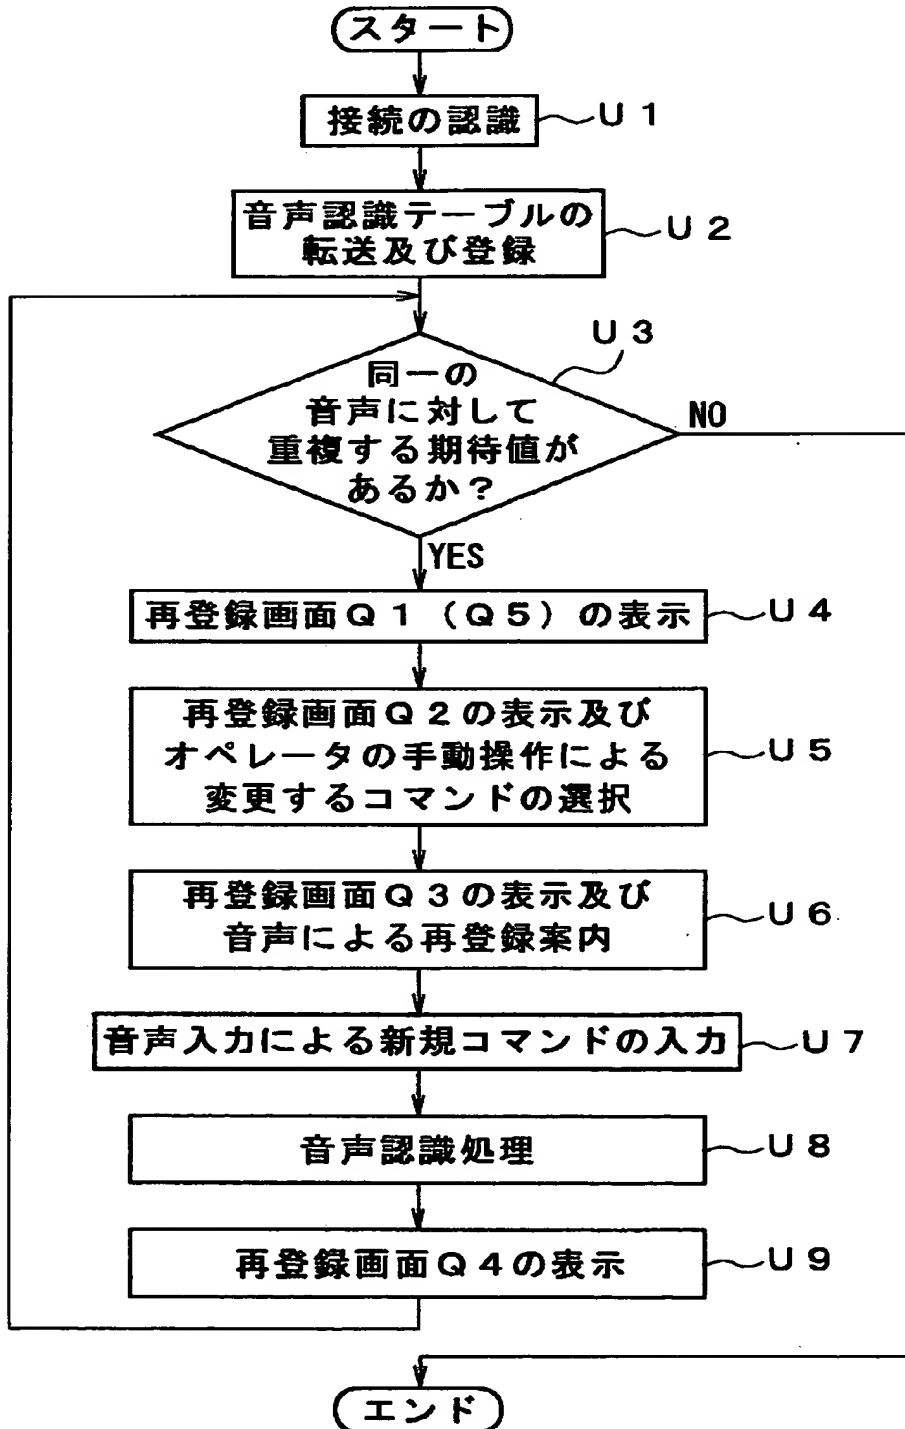 スタート
接続の認識
U1
音声認識テーブルの
転送及び登録
U2
U3
同一の
音声に対して
重複する期待値が
あるか?
NO
YES
再登録画面Q1(Q5)の表示
U4
再登録画面Q2の表示及び
オペレータの手動操作による
変更するコマンドの選択
U5
再登録画面Q3の表示及び
音声による再登録案内
U6
音声入力による新規コマンドの入力
U7
音声認識処理
U8
再登録画面Q4の表示
U9
エンド